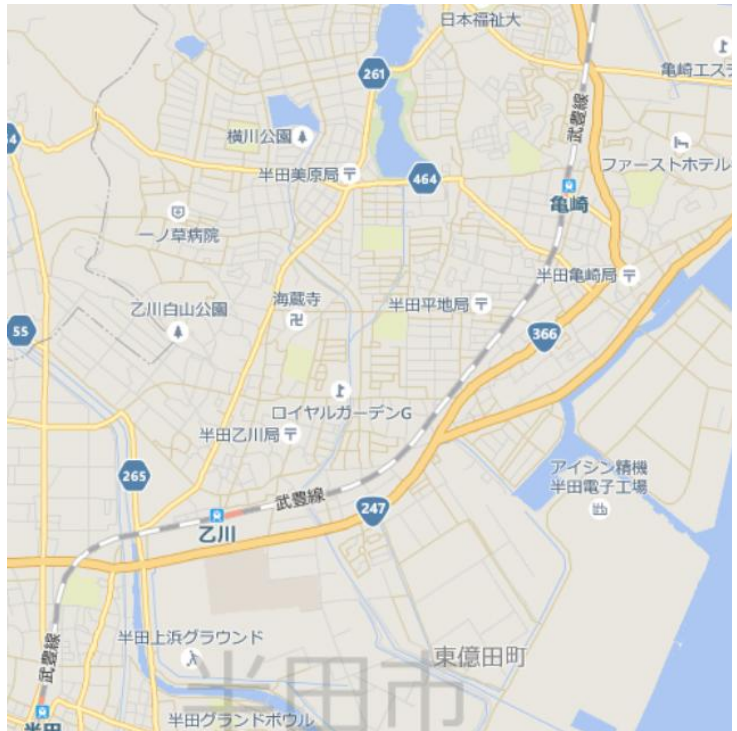 日本福祉大
261
亀崎エステ
武豊線
横川公園
ファーストホテル
半田美原局
464
亀崎
一ノ草病院
半田亀崎局
乙川白山公園
海蔵寺
半田平地局
55
366
ロイヤルガーデンG
半田乙川局
265
アイシン精機
半田電子工場
武豊線
247
乙川
半田上浜グラウンド
東億田町
武豊線
半田市
半田グランドボウル
半田